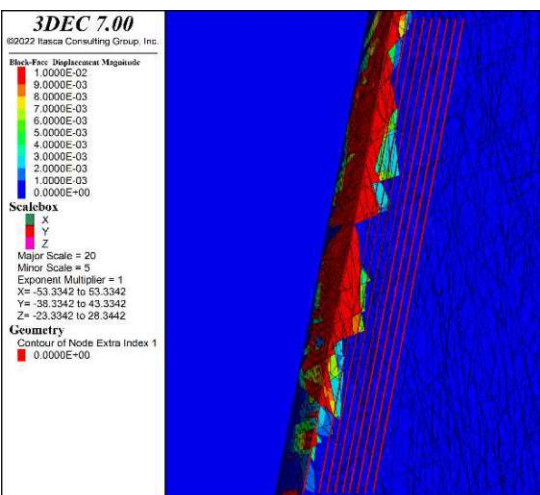 3DEC 7.00
©2022 Itasca Consulting Group, Inc.
Block-Face Displacement Magnitude
1.0000E-02
9.0000E-03
8.0000E-03
7.0000E-03
6.0000E-03
5.0000E-03
4.0000E-03
3.0000E-03
2.0000E-03
1.0000E-03
0.0000E+00
Scalebox
X
Y
Z
Major Scale = 20
Minor Scale = 5
Exponent Multiplier = 1
X= -53.3342 to 53.3342
Y= -38.3342 to 43.3342
Z= -23.3342 to 28.3442
Geometry
Contour of Node Extra Index 1
0.0000E+00